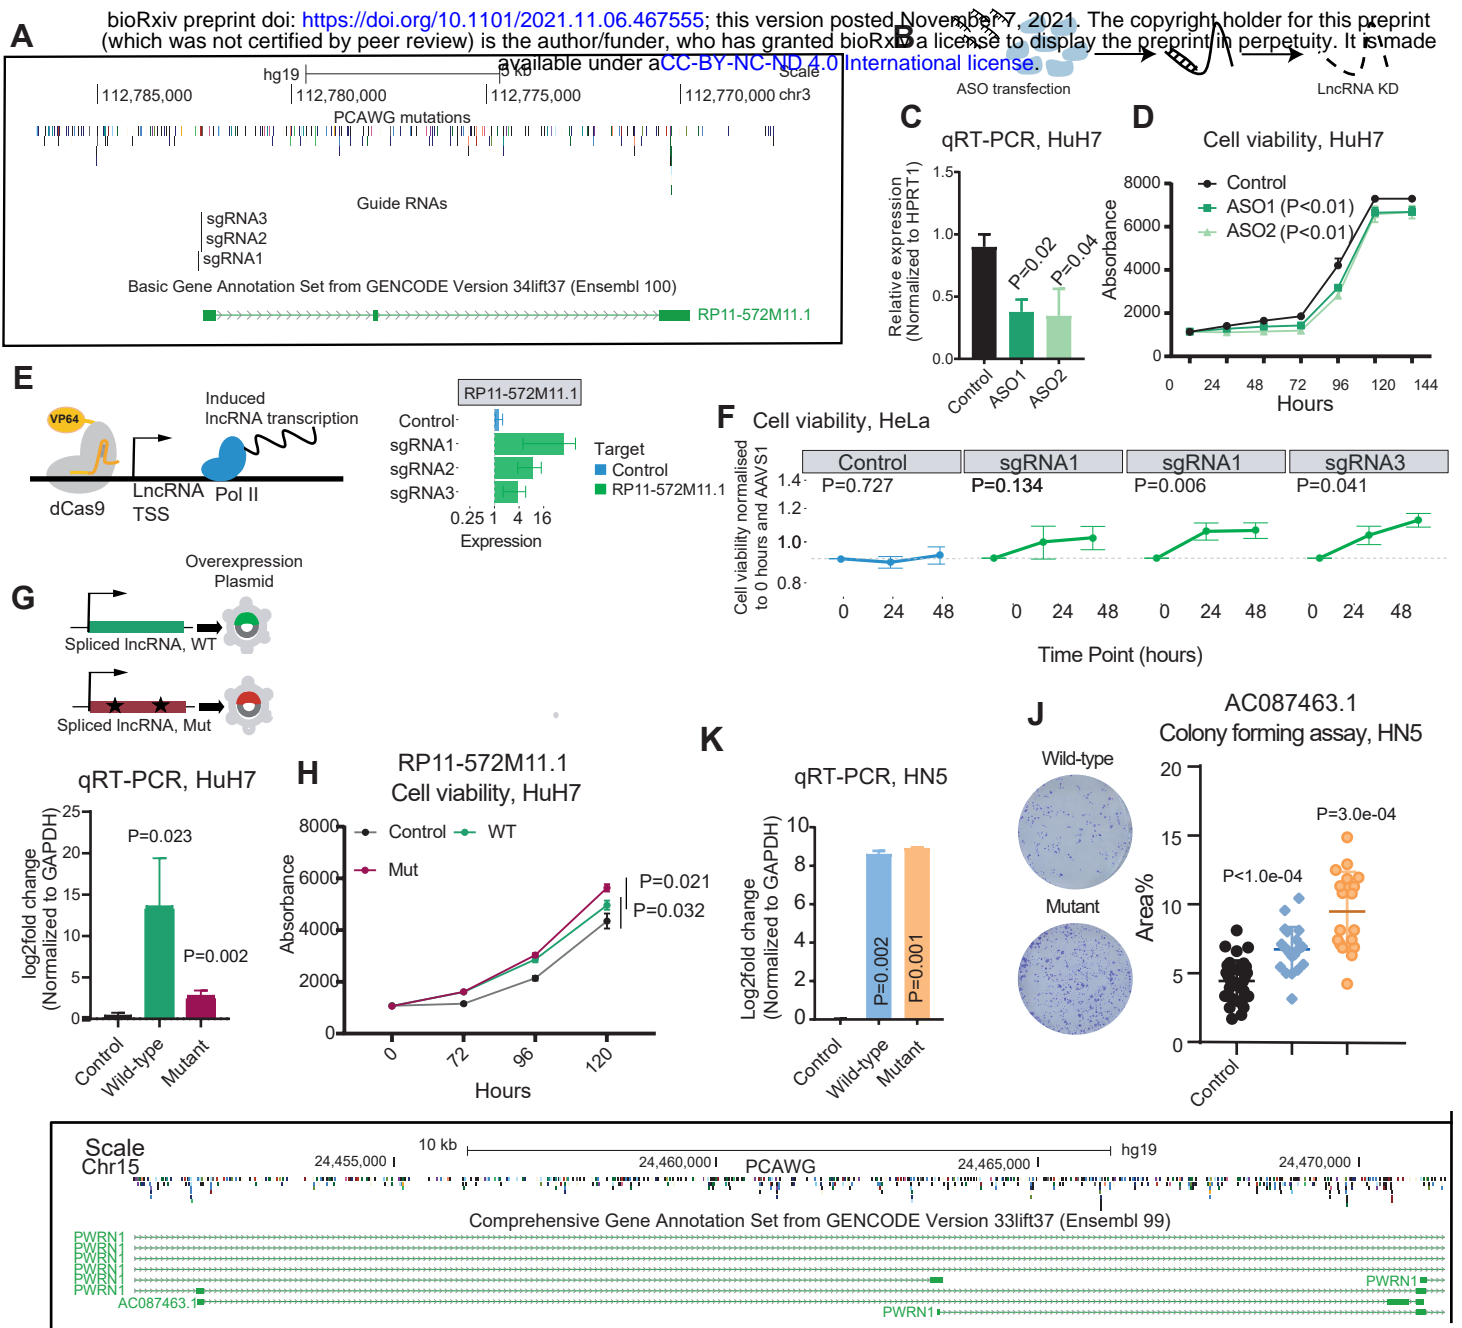 bioRxiv preprint doi: https://doi.org/10.1101/2021.11.06.467555; this version posted November 7, 2021. The copyright holder for this preprint
(which was not certified by peer review) is the author/funder, who has granted bioRxiv a license to display the preprint in perpetuity. It is made
available under aCC-BY-NC-ND 4.0 International license.
A
hg19 5 kb Scale
112,785,000 112,780,000 112,775,000 112,770,000 chr3
PCAWG mutations
Guide RNAs
sgRNA3
sgRNA2
sgRNA1
Basic Gene Annotation Set from GENCODE Version 34lift37 (Ensembl 100)
RP11-572M11.1
B
ASO transfection
LncRNA KD
C
qRT-PCR, HuH7
Relative expression
(Normalized to HPRT1)
1.5
1.0
0.5
0.0
P=0.02
P=0.04
Control
ASO1
ASO2
D
Cell viability, HuH7
Absorbance
8000
6000
4000
2000
0
Control
ASO1 (P<0.01)
ASO2 (P<0.01)
0 24 48 72 96 120 144
Hours
E
VP64
Induced
lncRNA transcription
dCas9
LncRNA
TSS
Pol II
RP11-572M11.1
Control
sgRNA1
sgRNA2
sgRNA3
0.25 1 4 16
Expression
Target
Control
RP11-572M11.1
F
Cell viability, HeLa
Cell viability normalised
to 0 hours and AAVS1
1.4
1.2
1.0
0.8
Control
sgRNA1
sgRNA1
sgRNA3
P=0.727
P=0.134
P=0.006
P=0.041
0 24 48
0 24 48
0 24 48
0 24 48
Time Point (hours)
G
Overexpression
Plasmid
Spliced lncRNA, WT
Spliced lncRNA, Mut
qRT-PCR, HuH7
log2fold change
(Normalized to GAPDH)
25
20
15
10
5
0
P=0.023
P=0.002
Control
Wild-type
Mutant
H
RP11-572M11.1
Cell viability, HuH7
Absorbance
8000
6000
4000
2000
0
Control
WT
Mut
P=0.021
P=0.032
0
72
96
120
Hours
K
qRT-PCR, HN5
Log2fold change
(Normalized to GAPDH)
10
8
6
4
2
0
P=0.002
P=0.001
Control
Wild-type
Mutant
J
AC087463.1
Colony forming assay, HN5
Wild-type
Mutant
Area%
20
15
10
5
0
P<1.0e-04
P=3.0e-04
Control
Scale
Chr15
10 kb
hg19
24,455,000
24,460,000
24,465,000
24,470,000
PCAWG
Comprehensive Gene Annotation Set from GENCODE Version 33lift37 (Ensembl 99)
PWRN1
PWRN1
PWRN1
PWRN1
PWRN1
PWRN1
PWRN1
AC087463.1
PWRN1